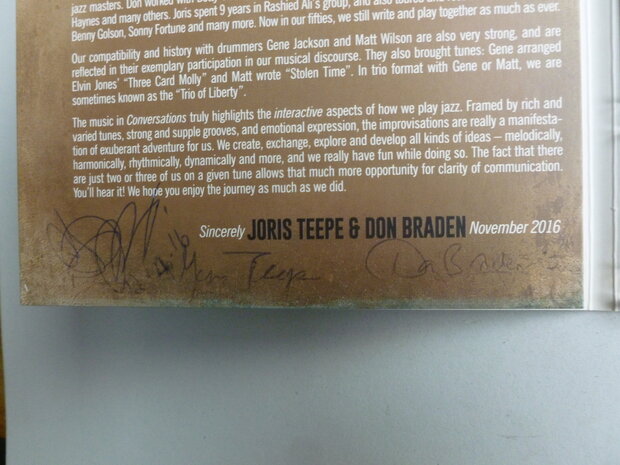 jazz masters. Don worked with
Haynes and many others. Joris spent 9 years in Rashied Ali's group, and also toured and
Benny Golson, Sonny Fortune and many more. Now in our fifties, we still write and play together as much as ever.
Our compatibility and history with drummers Gene Jackson and Matt Wilson are also very strong, and are
reflected in their exemplary participation in our musical discourse. They also brought tunes: Gene arranged
Elvin Jones' "Three Card Molly" and Matt wrote "Stolen Time". In trio format with Gene or Matt, we are
sometimes known as the "Trio of Liberty".
The music in Conversations truly highlights the interactive aspects of how we play jazz. Framed by rich and
varied tunes, strong and supple grooves, and emotional expression, the improvisations are really a manifesta-
tion of exuberant adventure for us. We create, exchange, explore and develop all kinds of ideas – melodically,
harmonically, rhythmically, dynamically and more, and we really have fun while doing so. The fact that there
are just two or three of us on a given tune allows that much more opportunity for clarity of communication.
You'll hear it! We hope you enjoy the journey as much as we did.
Sincerely JORIS TEEPE & DON BRADEN November 2016
Teepe Don Braden